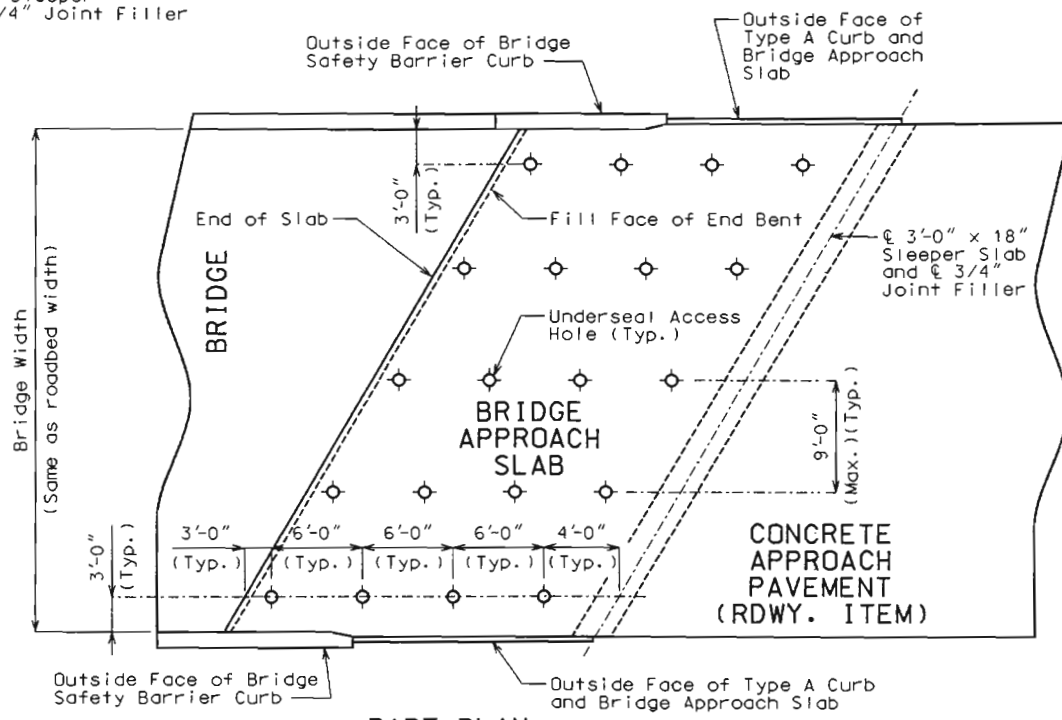 3/4" Joint Filler
Outside Face of Bridge
Safety Barrier Curb
Outside Face of
Type A Curb and
Bridge Approach
Slab
3'-0"
(Typ.)
End of Slab
Fill Face of End Bent
℄ 3'-0" x 18"
Sleeper Slab
and ℄ 3/4"
Joint Filler
BRIDGE
Underseal Access
Hole (Typ.)
Bridge Width
(Same as roadbed width)
BRIDGE
APPROACH
SLAB
9'-0"
(Max.)(Typ.)
3'-0"
(Typ.)
3'-0"
(Typ.)
6'-0"
(Typ.)
6'-0"
(Typ.)
6'-0"
(Typ.)
4'-0"
(Typ.)
CONCRETE
APPROACH
PAVEMENT
(RDWY. ITEM)
Outside Face of Bridge
Safety Barrier Curb
Outside Face of Type A Curb
and Bridge Approach Slab